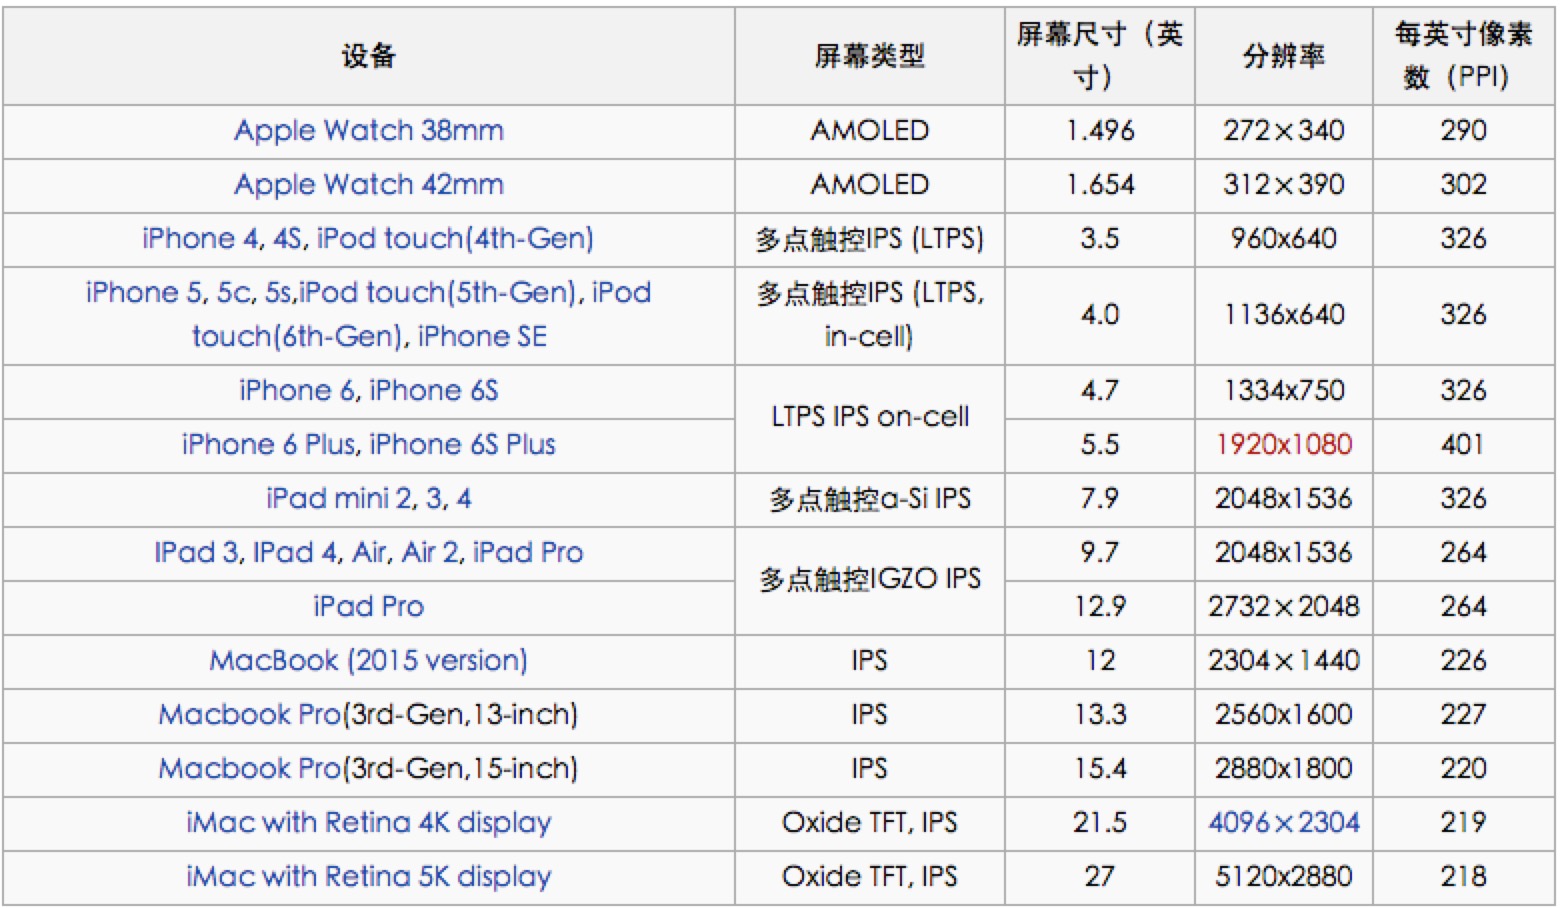 设备 屏幕类型 屏幕尺寸（英寸） 分辨率 每英寸像素数（PPI）
Apple Watch 38mm AMOLED 1.496 272×340 290
Apple Watch 42mm AMOLED 1.654 312×390 302
iPhone 4, 4S, iPod touch(4th-Gen) 多点触控IPS (LTPS) 3.5 960x640 326
iPhone 5, 5c, 5s,iPod touch(5th-Gen), iPod touch(6th-Gen), iPhone SE 多点触控IPS (LTPS, in-cell) 4.0 1136x640 326
iPhone 6, iPhone 6S LTPS IPS on-cell 4.7 1334x750 326
iPhone 6 Plus, iPhone 6S Plus 5.5 1920x1080 401
iPad mini 2, 3, 4 多点触控a-Si IPS 7.9 2048x1536 326
IPad 3, IPad 4, Air, Air 2, iPad Pro 多点触控IGZO IPS 9.7 2048x1536 264
iPad Pro 12.9 2732×2048 264
MacBook (2015 version) IPS 12 2304×1440 226
Macbook Pro(3rd-Gen,13-inch) IPS 13.3 2560x1600 227
Macbook Pro(3rd-Gen,15-inch) IPS 15.4 2880x1800 220
iMac with Retina 4K display Oxide TFT, IPS 21.5 4096×2304 219
iMac with Retina 5K display Oxide TFT, IPS 27 5120x2880 218